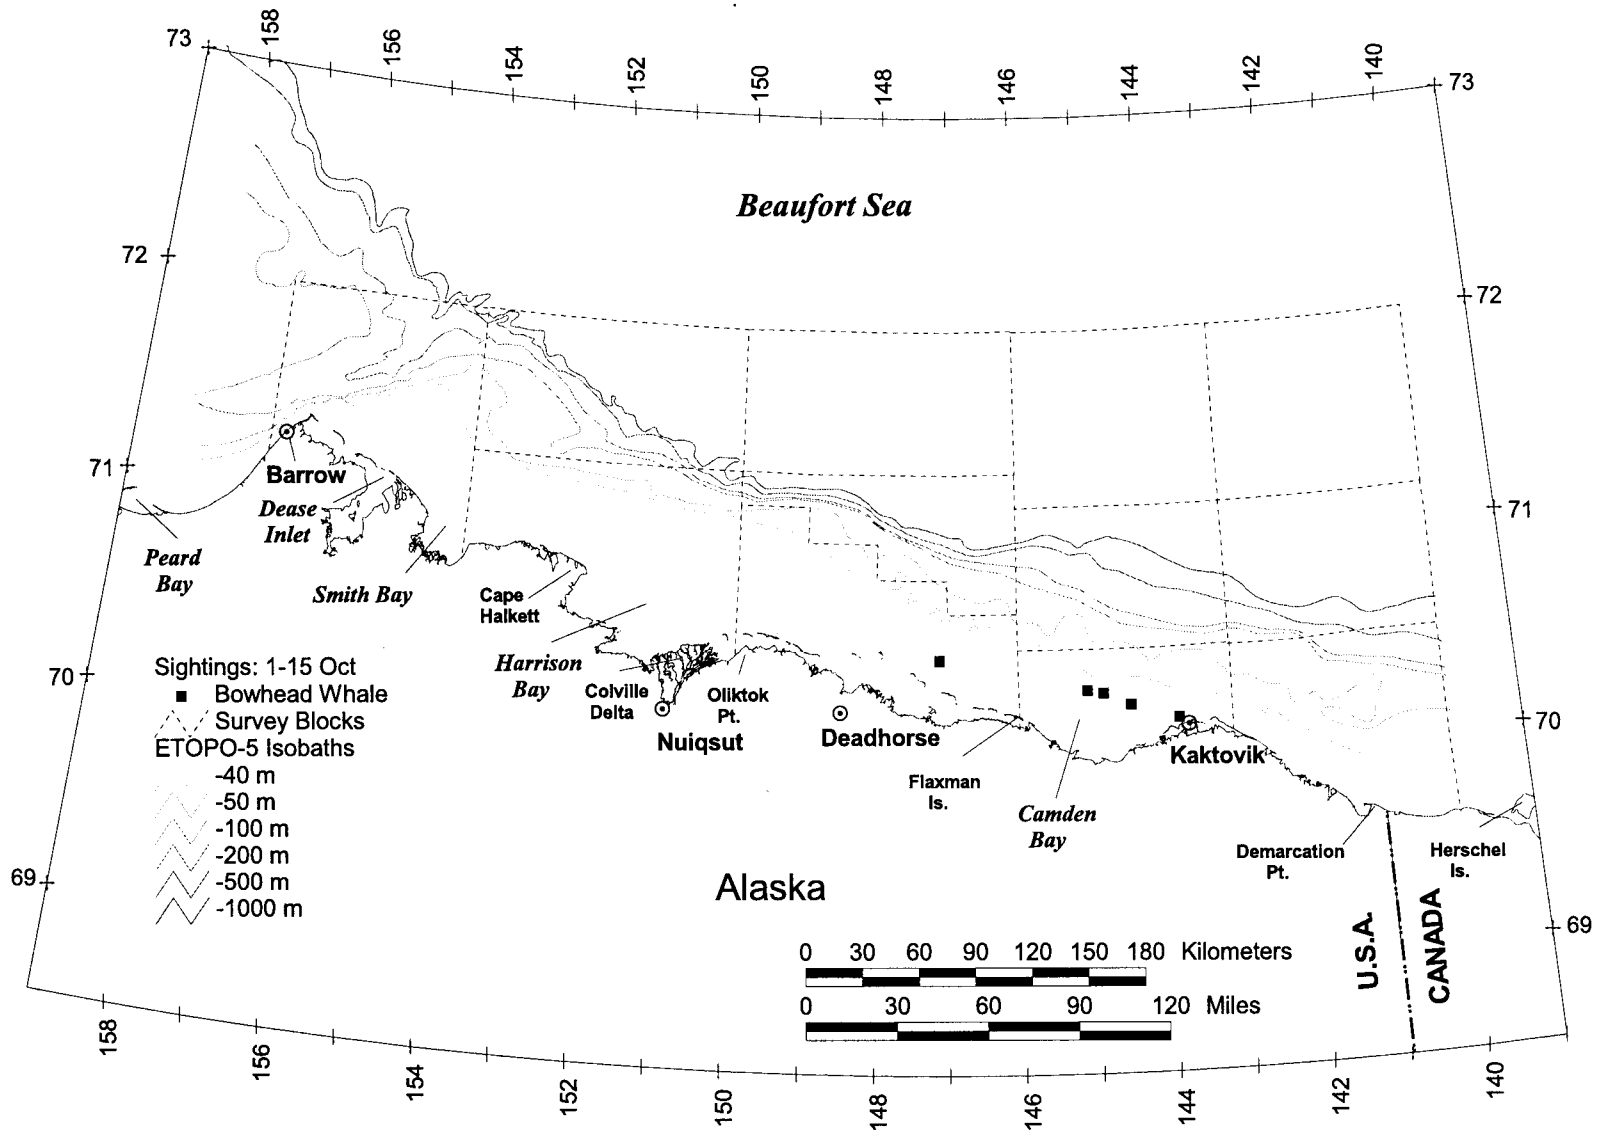 158
156
154
152
150
148
146
144
142
140
73
73
Beaufort Sea
72
72
71
71
Barrow
Dease
Inlet
Peard
Bay
Smith Bay
Cape
Halkett
Harrison
Bay
Colville
Delta
Oliktok
Pt.
Nuiqsut
Deadhorse
Flaxman
Is.
Camden
Bay
Kaktovik
Demarcation
Pt.
Herschel
Is.
70
70
Sightings: 1-15 Oct
Bowhead Whale
Survey Blocks
ETOPO-5 Isobaths
-40 m
-50 m
-100 m
-200 m
-500 m
-1000 m
69
69
Alaska
U.S.A.
CANADA
0 30 60 90 120 150 180 Kilometers
0 30 60 90 120 Miles
158
156
154
152
150
148
146
144
142
140